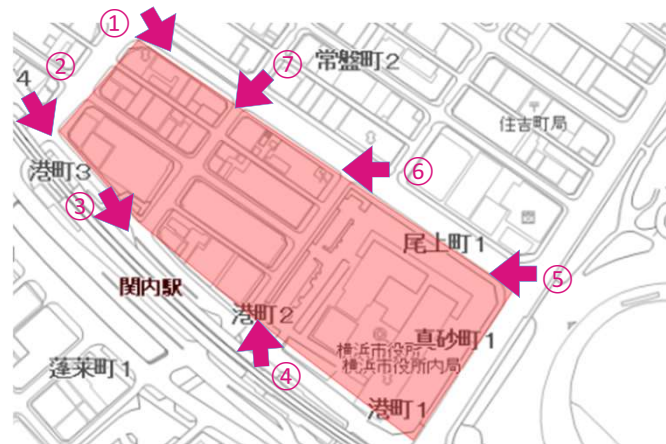 ①
⑦
②
常盤町2
4
住吉町局
港町3
⑥
③
尾上町1
⑤
関内駅
港町2
真砂町1
横浜市役所
横浜市役所内局
蓬莱町1
④
港町1